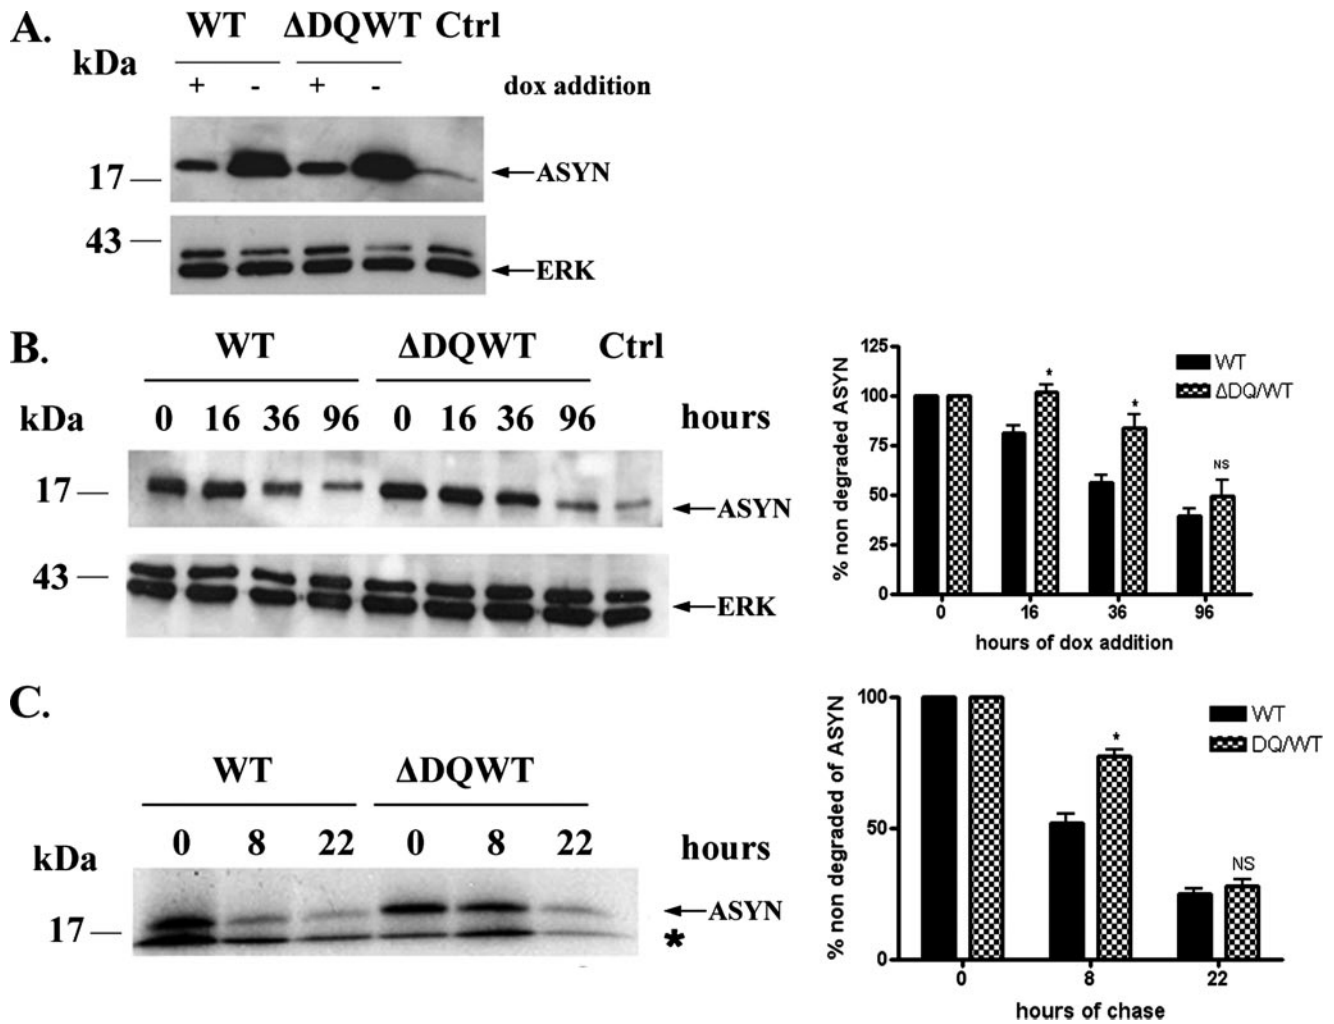 A.
WT ΔDQWT Ctrl
kDa
+ - + - dox addition
17
ASYN
43
ERK
B.
WT ΔDQWT Ctrl
kDa 0 16 36 96 0 16 36 96 hours
17
ASYN
43
ERK
% non degraded ASYN
125
100
75
50
25
0
WT
ΔDQ/WT
*
*
NS
0 16 36 96
hours of dox addition
C.
WT ΔDQWT
kDa 0 8 22 0 8 22 hours
ASYN
17
*
% non degraded of ASYN
100
50
0
WT
DQ/WT
*
NS
0 8 22
hours of chase